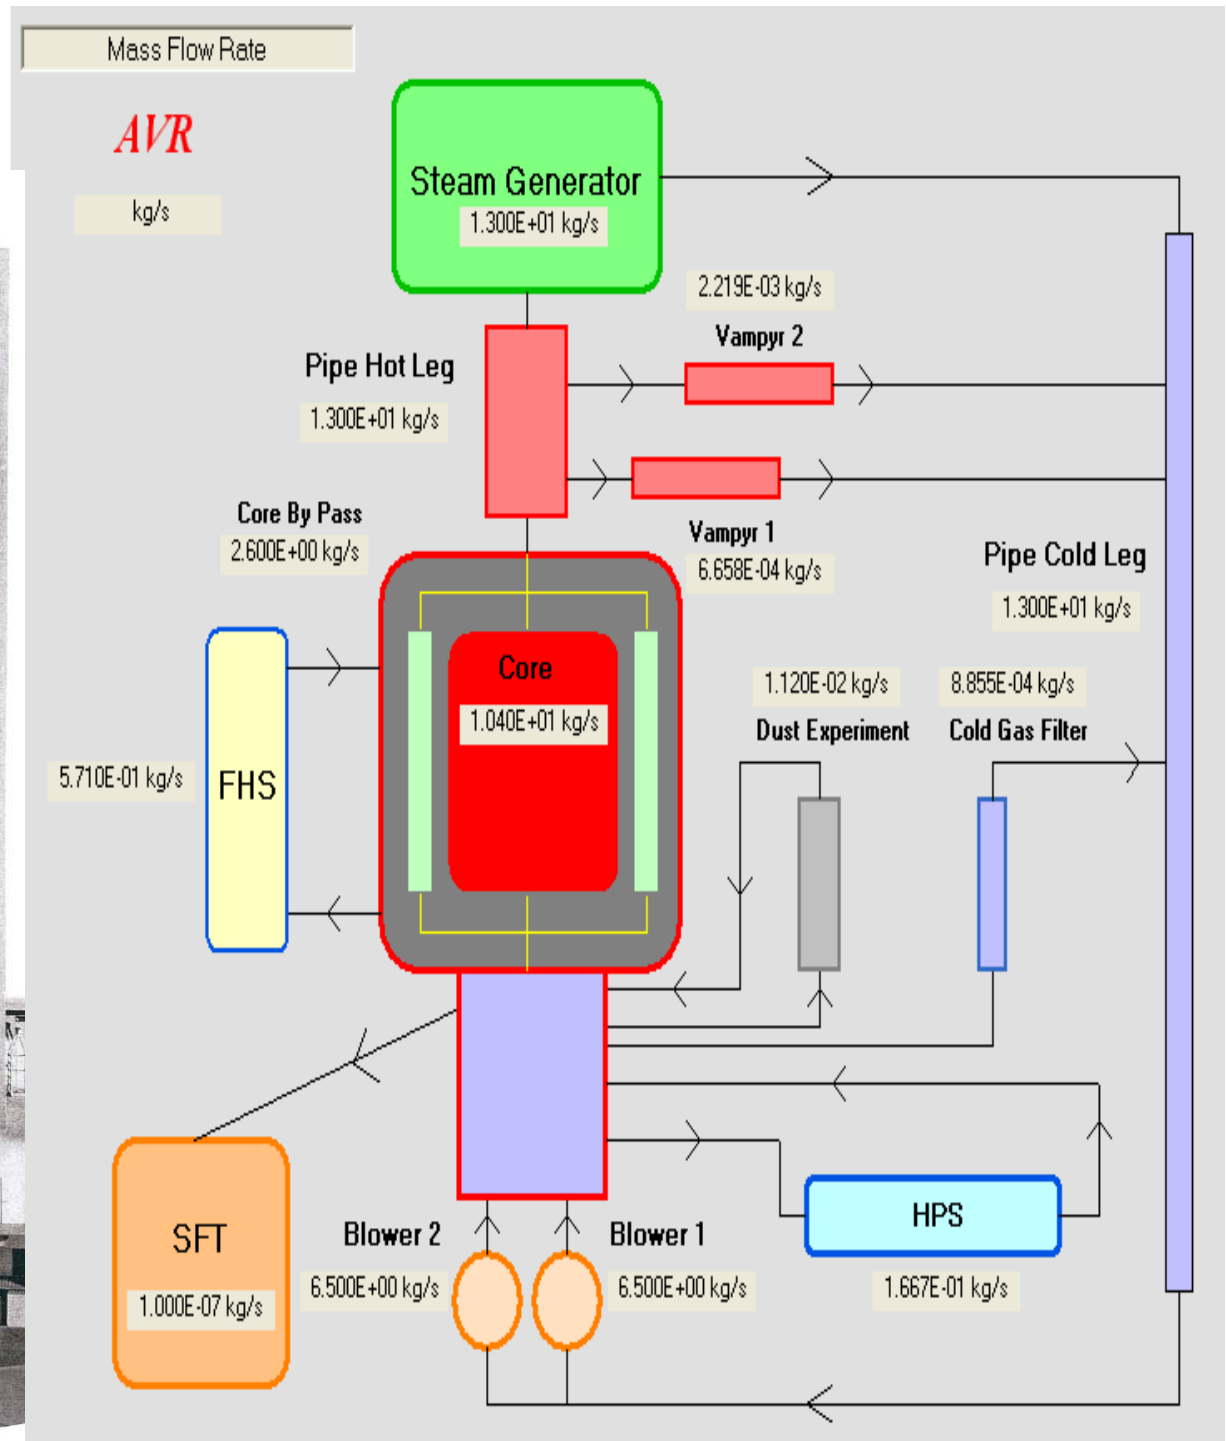 Mass Flow Rate
AVR
kg/s
Steam Generator
1.300E+01 kg/s
2.219E-03 kg/s
Vampyr 2
Pipe Hot Leg
1.300E+01 kg/s
Core By Pass
2.600E+00 kg/s
Vampyr 1
6.658E-04 kg/s
Pipe Cold Leg
1.300E+01 kg/s
Core
1.040E+01 kg/s
1.120E-02 kg/s
Dust Experiment
8.855E-04 kg/s
Cold Gas Filter
5.710E-01 kg/s
FHS
SFT
1.000E-07 kg/s
Blower 2
6.500E+00 kg/s
Blower 1
6.500E+00 kg/s
HPS
1.667E-01 kg/s